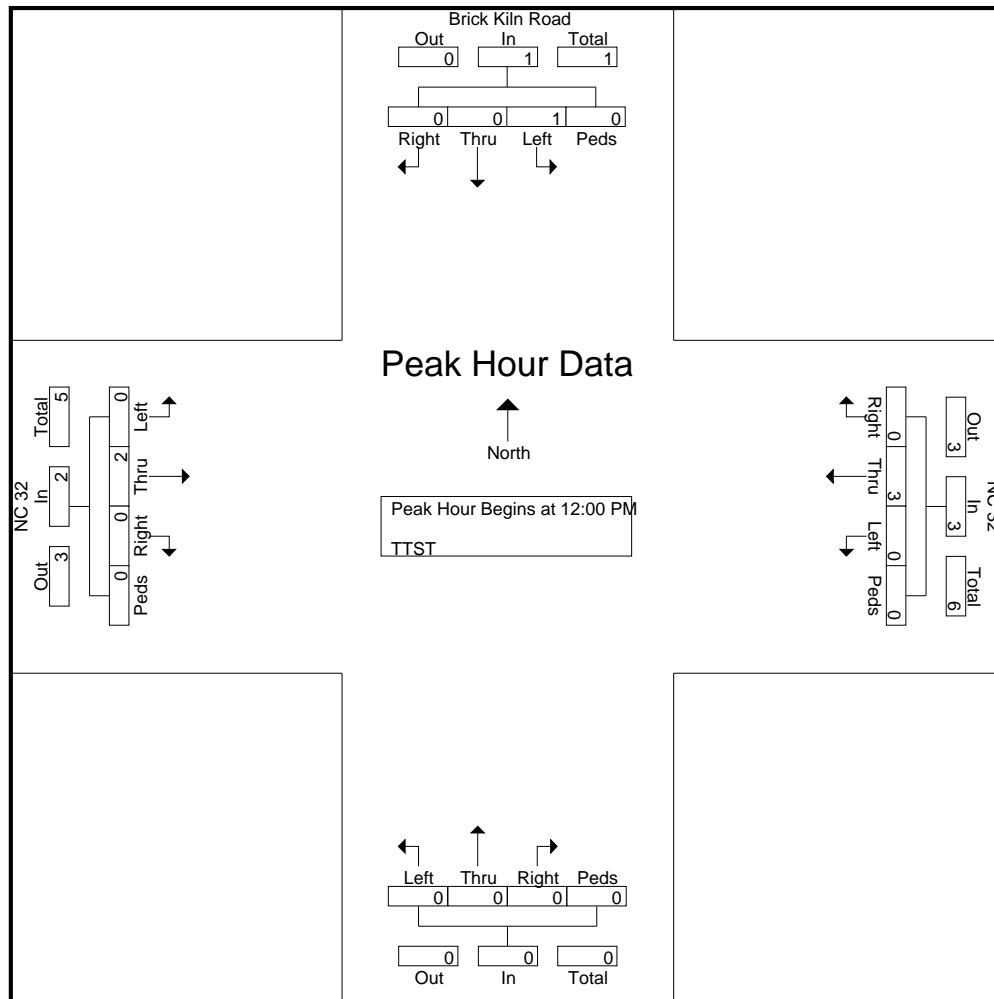 Brick Kiln Road
Out In Total
0 1 1
0 0 1 0
Right Thru Left Peds
Peak Hour Data
North
Peak Hour Begins at 12:00 PM
TTST
NC 32
Total In Out
5 2 3
0 2 0 0
Left Thru Right Peds
NC 32
Out In Total
3 3 6
0 3 0 0
Right Thru Left Peds
Left Thru Right Peds
0 0 0 0
0 0 0
Out In Total